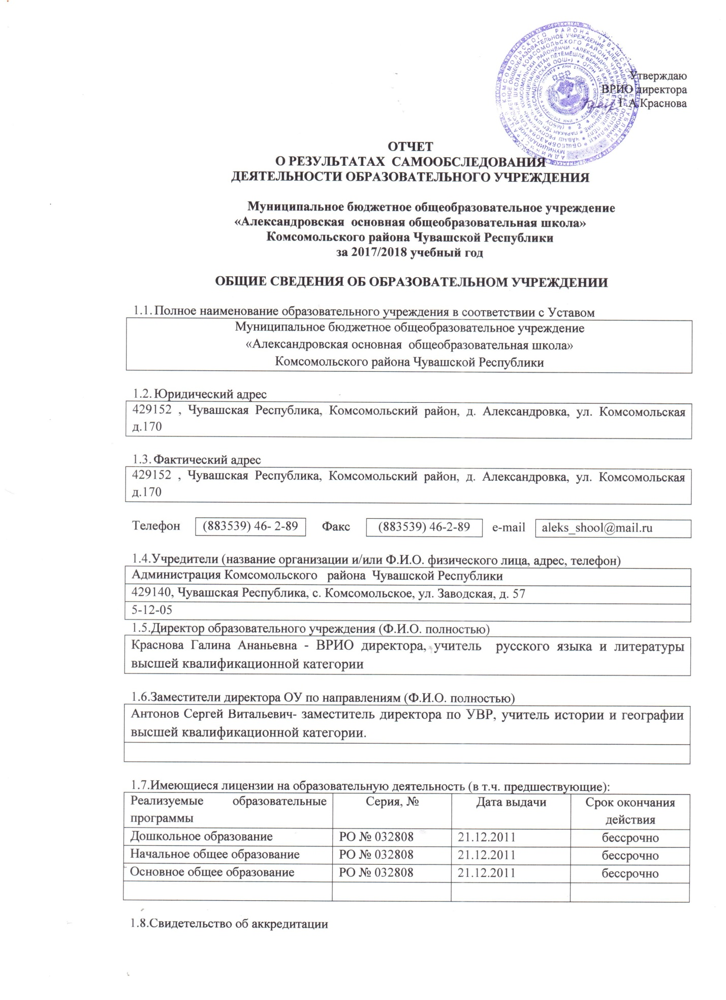 Утверждаю
ВРИО директора
Г.А.Краснова
ОТЧЕТ
О РЕЗУЛЬТАТАХ САМООБСЛЕДОВАНИЯ
ДЕЯТЕЛЬНОСТИ ОБРАЗОВАТЕЛЬНОГО УЧРЕЖДЕНИЯ
Муниципальное бюджетное общеобразовательное учреждение
«Александровская основная общеобразовательная школа»
Комсомольского района Чувашской Республики
за 2017/2018 учебный год
ОБЩИЕ СВЕДЕНИЯ ОБ ОБРАЗОВАТЕЛЬНОМ УЧРЕЖДЕНИИ
1.1. Полное наименование образовательного учреждения в соответствии с Уставом
Муниципальное бюджетное общеобразовательное учреждение
«Александровская основная общеобразовательная школа»
Комсомольского района Чувашской Республики
1.2. Юридический адрес
429152 , Чувашская Республика, Комсомольский район, д. Александровка, ул. Комсомольская
д.170
1.3. Фактический адрес
429152 , Чувашская Республика, Комсомольский район, д. Александровка, ул. Комсомольская
д.170
Телефон (883539) 46- 2-89 Факс (883539) 46-2-89 e-mail aleks_shool@mail.ru
1.4.Учредители (название организации и/или Ф.И.О. физического лица, адрес, телефон)
Администрация Комсомольского района Чувашской Республики
429140, Чувашская Республика, с. Комсомольское, ул. Заводская, д. 57
5-12-05
1.5.Директор образовательного учреждения (Ф.И.О. полностью)
Краснова Галина Ананьевна - ВРИО директора, учитель русского языка и литературы
высшей квалификационной категории
1.6.Заместители директора ОУ по направлениям (Ф.И.О. полностью)
Антонов Сергей Витальевич- заместитель директора по УВР, учитель истории и географии
высшей квалификационной категории.
1.7.Имеющиеся лицензии на образовательную деятельность (в т.ч. предшествующие):
Реализуемые образовательные программы Серия, № Дата выдачи Срок окончания действия
Дошкольное образование РО № 032808 21.12.2011 бессрочно
Начальное общее образование РО № 032808 21.12.2011 бессрочно
Основное общее образование РО № 032808 21.12.2011 бессрочно
1.8.Свидетельство об аккредитации